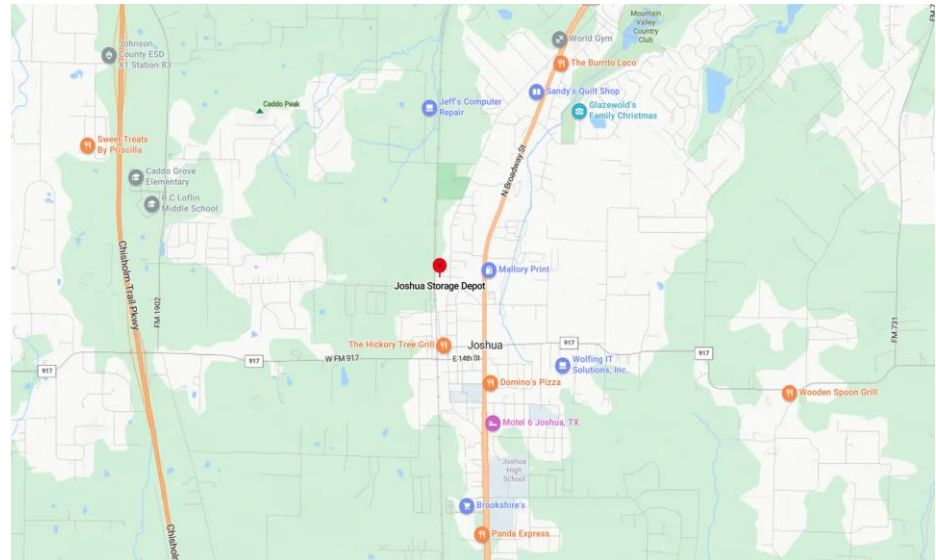 Mountain
Valley
Country
Club
World Gym
The Burrito Loco
Johnson
County ESD
#1 Station 83
Jeff's Computer
Repair
Sandy's Quilt Shop
Caddo Peak
Glazewold's
Family Christmas
Sweet Treats
By Priscilla
Caddo Grove
Elementary
R.C Loflin
Middle School
N Broadway St
Chisholm Trail Pkwy
FM 1902
Mallory Print
Joshua Storage Depot
FM 731
The Hickory Tree Grill
Joshua
917
917
W FM 917
E 14th St
917
917
Wolfing IT
Solutions, Inc.
Domino's Pizza
Wooden Spoon Grill
Motel 6 Joshua, TX
Joshua
High
School
Brookshire's
Panda Express